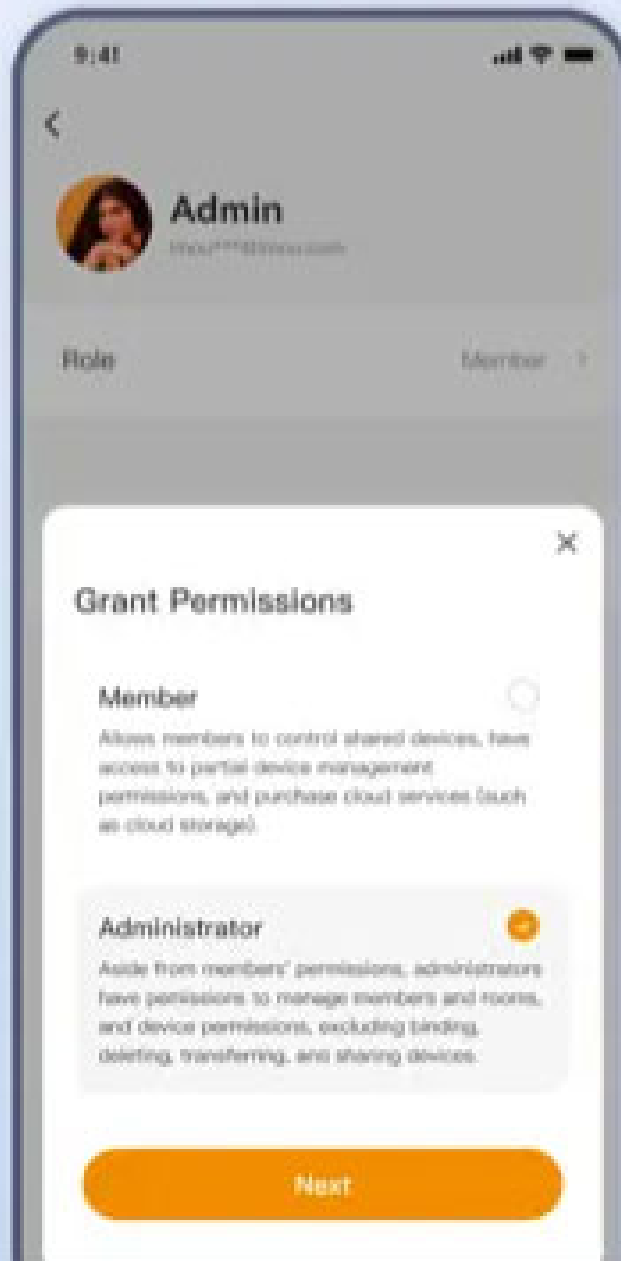 9:41
Admin
Role
Member
Grant Permissions
Member
Allows members to control shared devices, have
access to partial device management
permissions, and purchase cloud services (such
as cloud storage).
Administrator
Aside from members' permissions, administrators
have permissions to manage members and rooms,
and device permissions, excluding binding,
deleting, transferring, and sharing devices.
Next